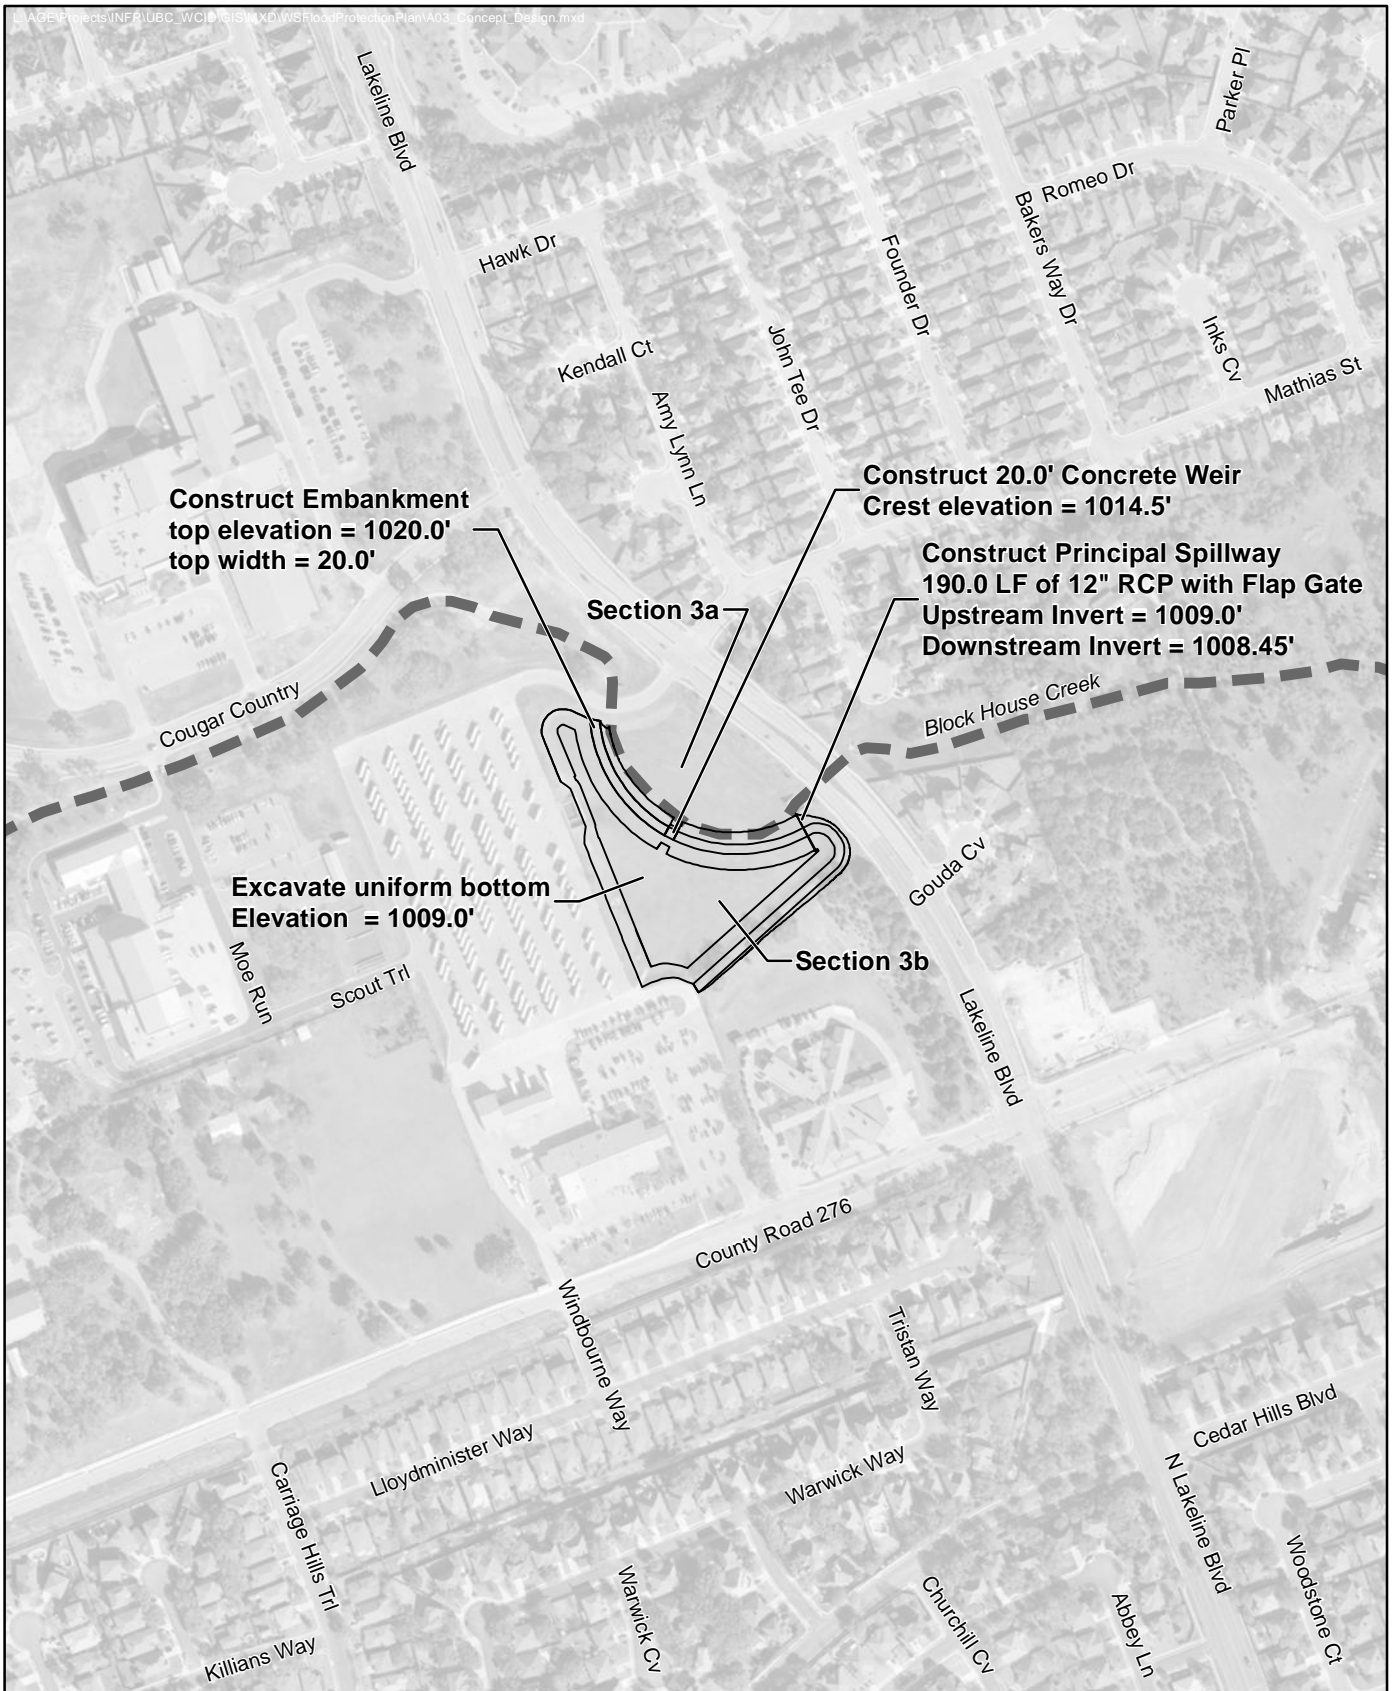 L:\AGE\Projects\INFR\UBC_WCID\GIS\MXD\WSFloodProtectionPlan\A03_Concept_Design.mxd
Lakeline Blvd
Parker Pl
Romeo Dr
Bakers Way Dr
Hawk Dr
Founder Dr
Inks Cv
John Tee Dr
Kendall Ct
Mathias St
Amy Lynn Ln
Construct 20.0' Concrete Weir
Crest elevation = 1014.5'
Construct Embankment
top elevation = 1020.0'
top width = 20.0'
Construct Principal Spillway
190.0 LF of 12" RCP with Flap Gate
Upstream Invert = 1009.0'
Downstream Invert = 1008.45'
Section 3a
Cougar Country
Block House Creek
Gouda Cv
Excavate uniform bottom
Elevation = 1009.0'
Section 3b
Moe Run
Scout Trl
Lakeline Blvd
County Road 276
Windbourne Way
Tristan Way
Cedar Hills Blvd
Lloydminister Way
Warwick Way
Carriage Hills Trl
N Lakeline Blvd
Woodstone Ct
Warwick Cv
Churchill Cv
Abbey Ln
Killians Way